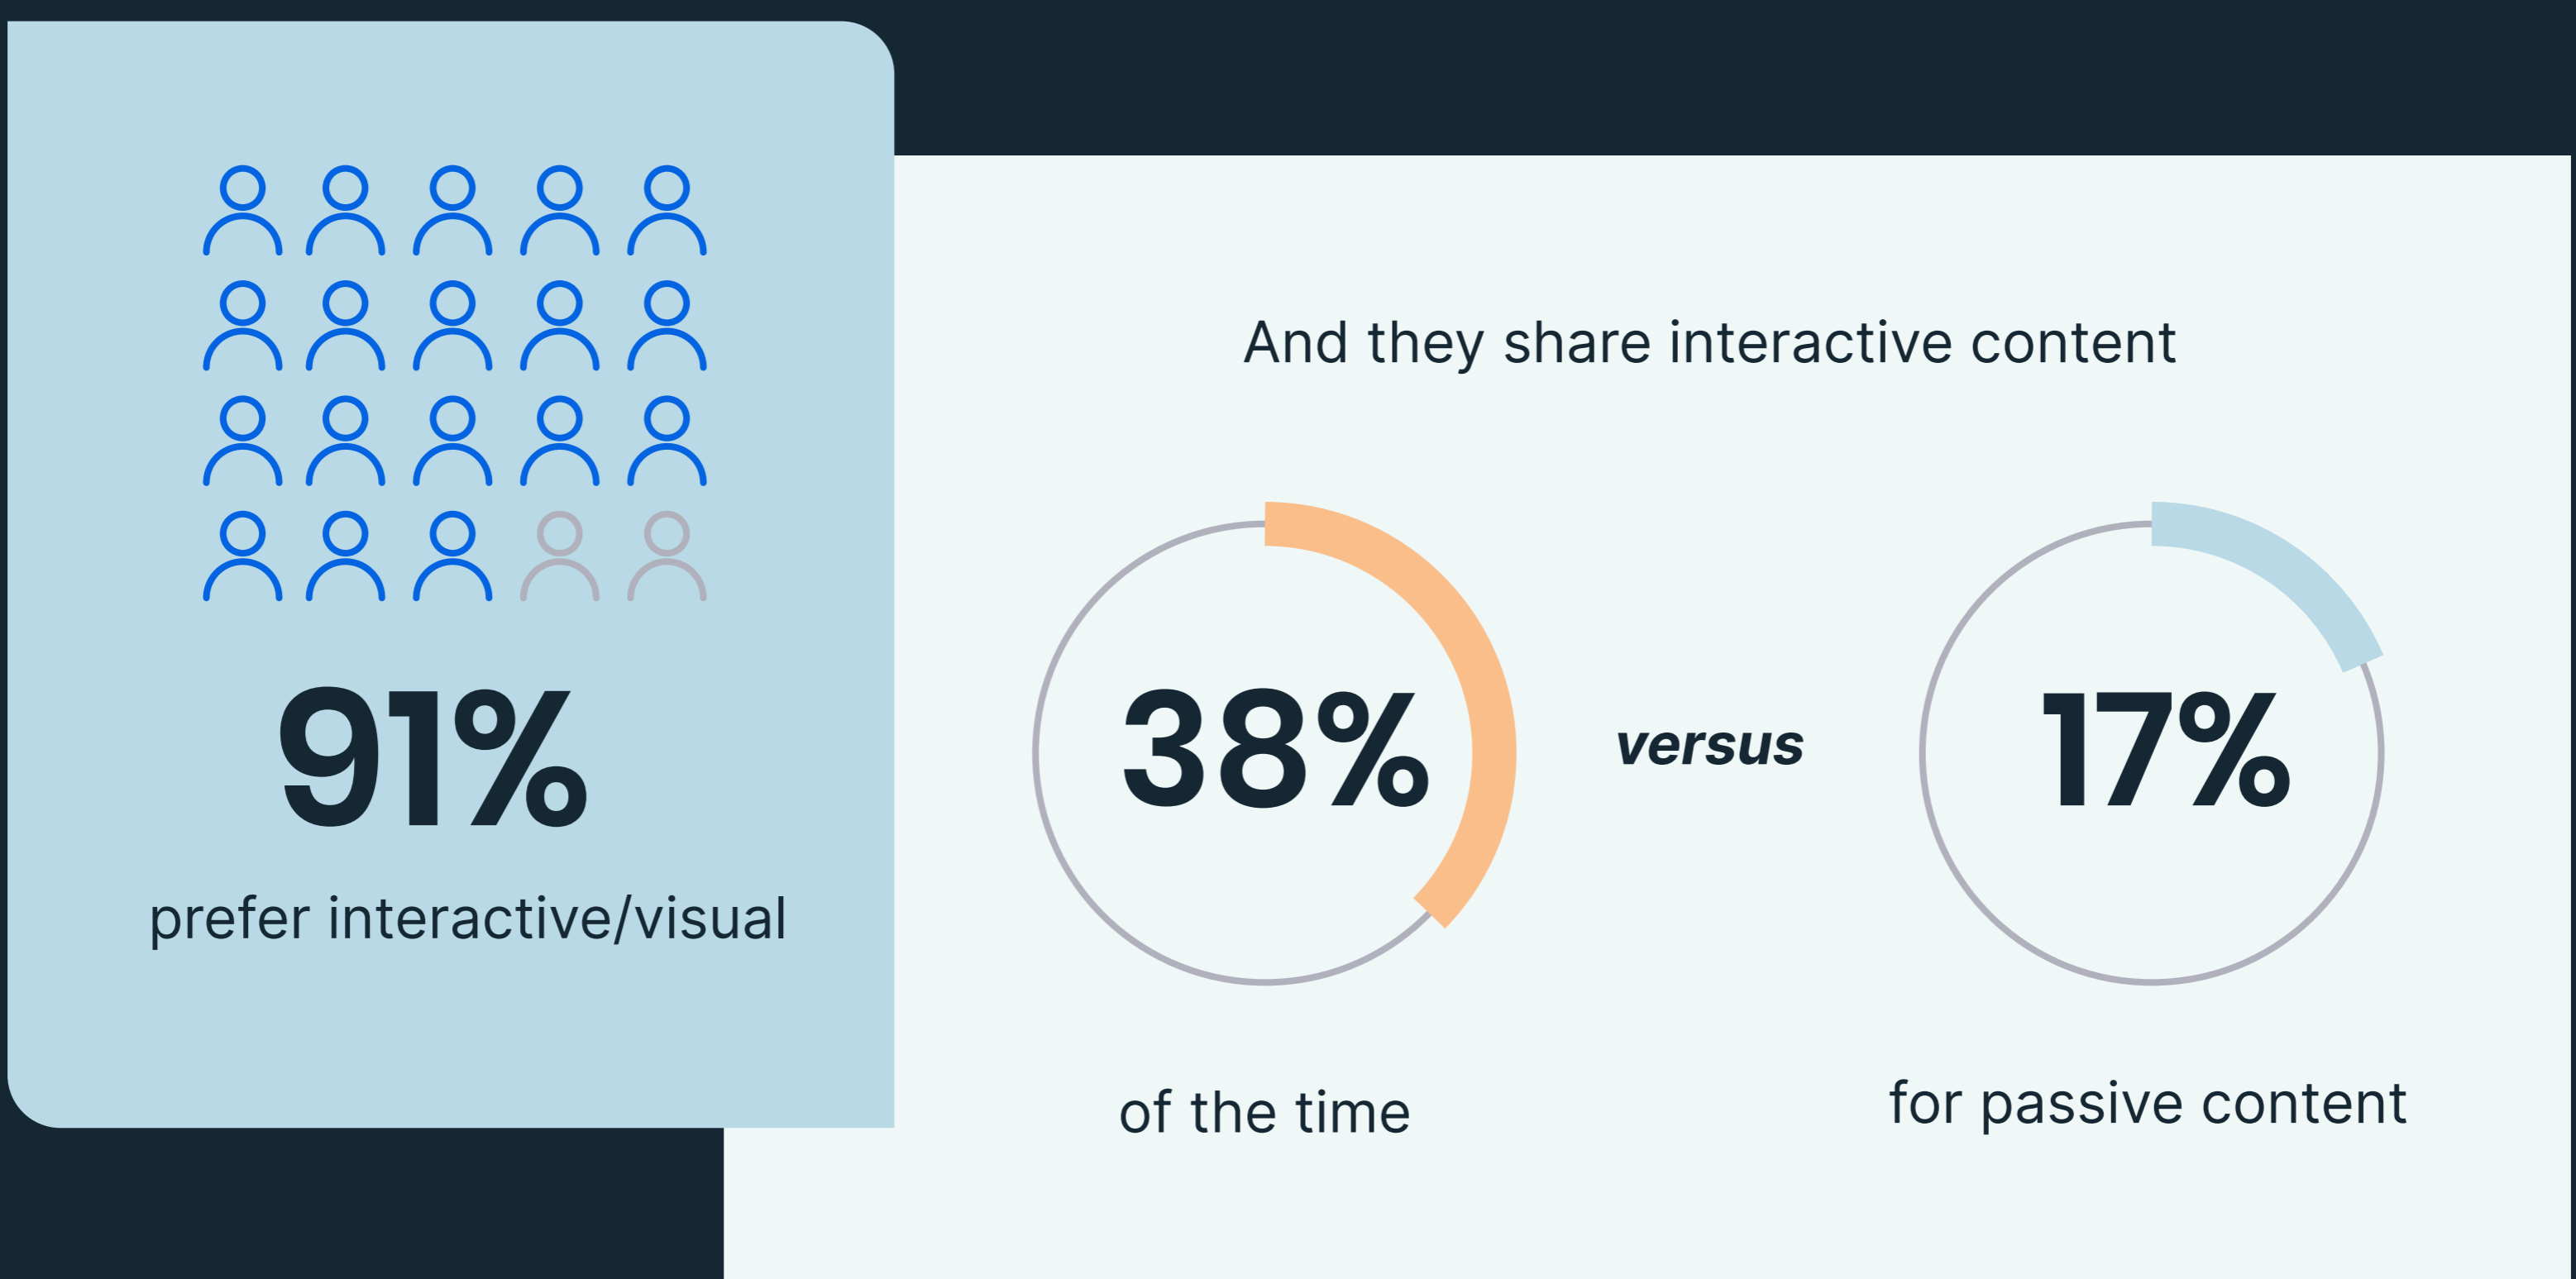 91%
prefer interactive/visual
And they share interactive content
38%
of the time
versus
17%
for passive content